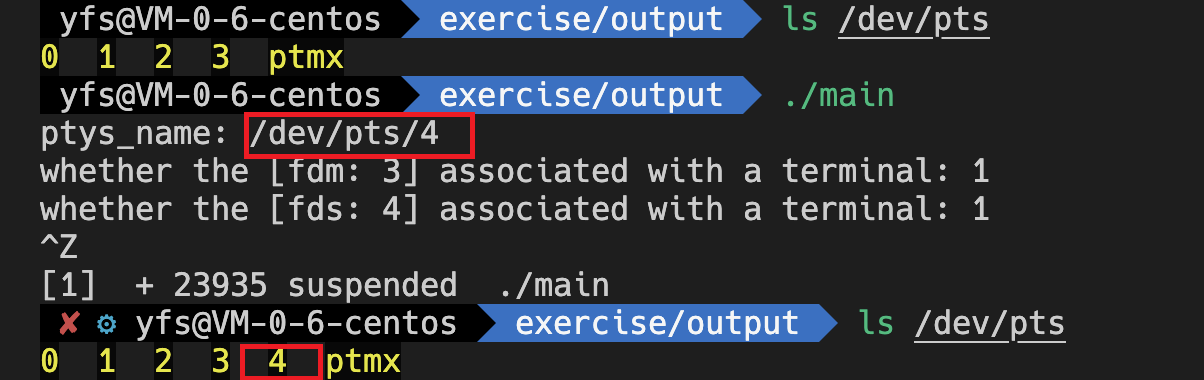 yfs@VM-0-6-centos exercise/output ls /dev/pts
0 1 2 3 ptmx
yfs@VM-0-6-centos exercise/output ./main
ptys_name: /dev/pts/4
whether the [fdm: 3] associated with a terminal: 1
whether the [fds: 4] associated with a terminal: 1
^Z
[1]  + 23935 suspended  ./main
✘ ⚙ yfs@VM-0-6-centos exercise/output ls /dev/pts
0 1 2 3 4 ptmx